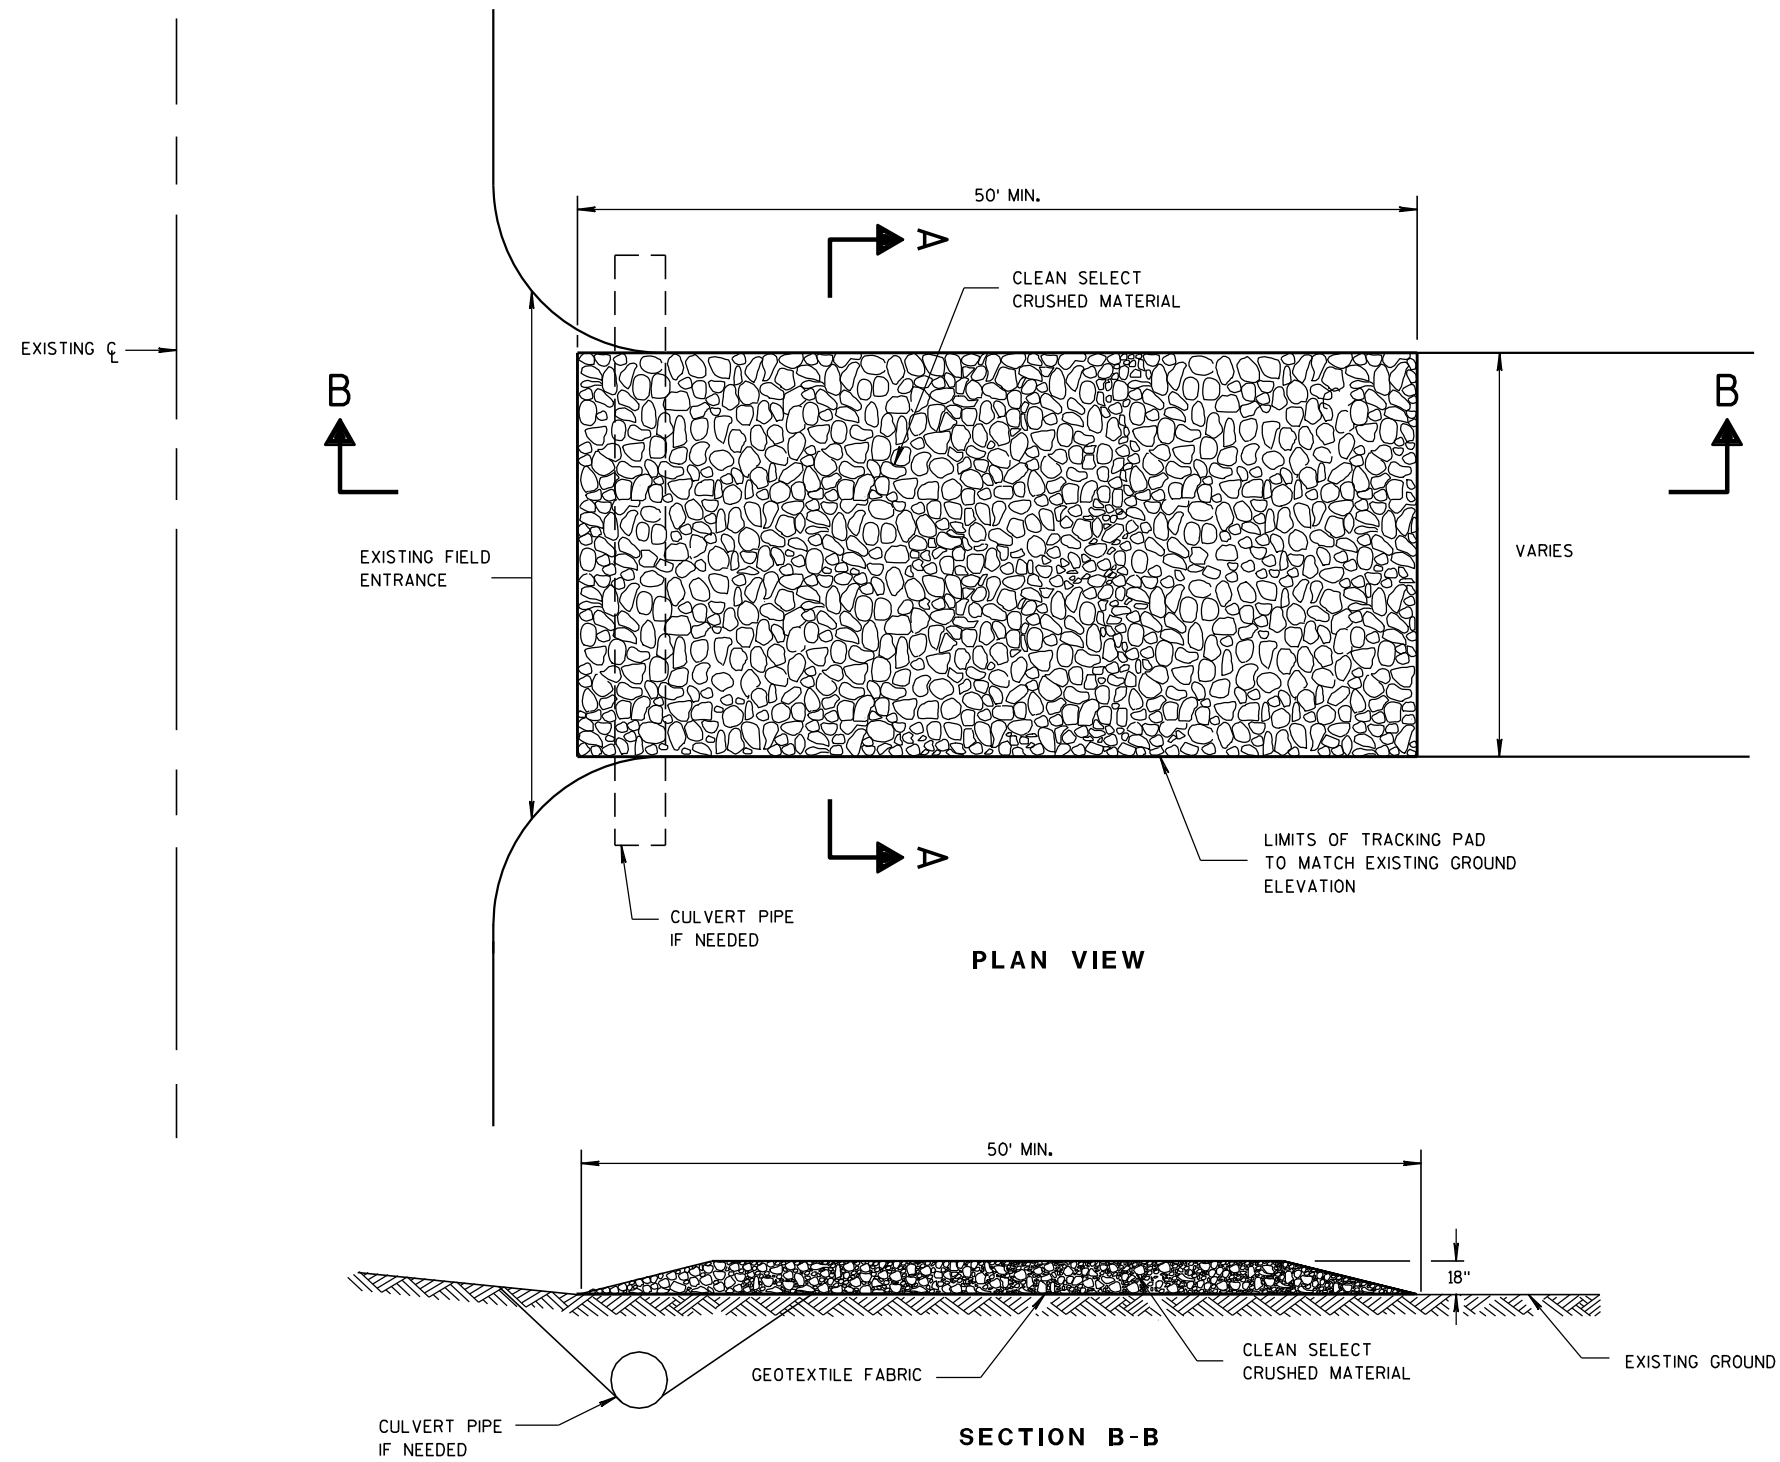 50' MIN.
A
CLEAN SELECT
CRUSHED MATERIAL
EXISTING ℄
B
B
EXISTING FIELD
ENTRANCE
VARIES
LIMITS OF TRACKING PAD
TO MATCH EXISTING GROUND
ELEVATION
A
CULVERT PIPE
IF NEEDED
PLAN VIEW
50' MIN.
18"
GEOTEXTILE FABRIC
CLEAN SELECT
CRUSHED MATERIAL
EXISTING GROUND
CULVERT PIPE
IF NEEDED
SECTION B-B